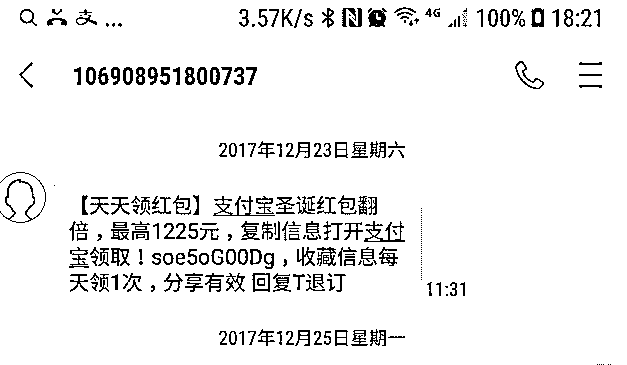 支... 3.57K/s 4G 100% 18:21
106908951800737
2017年12月23日星期六
【天天领红包】支付宝圣诞红包翻
倍，最高1225元，复制信息打开支付
宝领取！soe5oG00Dg，收藏信息每
天领1次，分享有效 回复T退订
11:31
2017年12月25日星期一